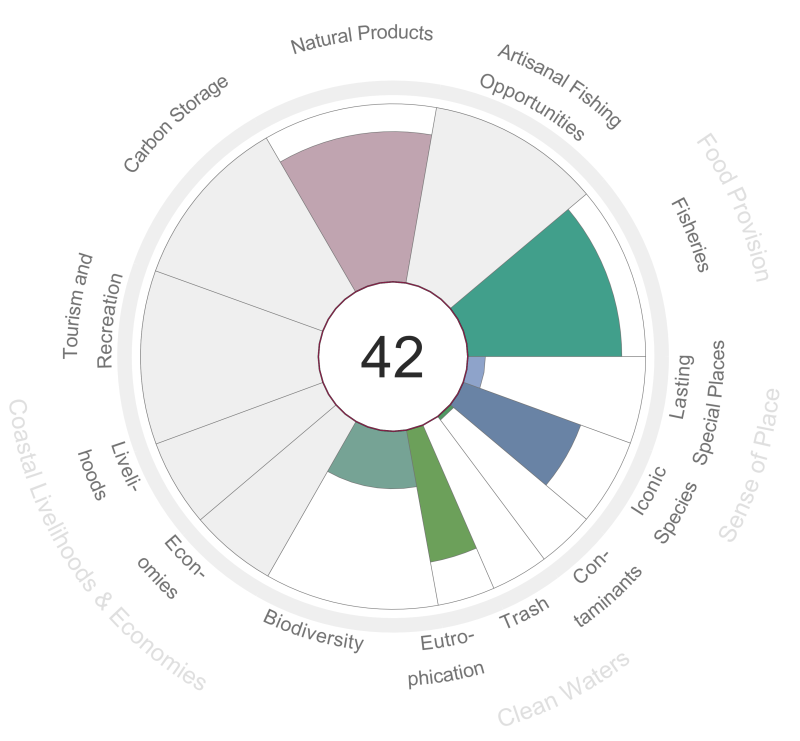 Natural Products
Artisanal Fishing
Opportunities
Food Provision
Fisheries
Lasting
Special Places
Sense of Place
Iconic
Species
Con-
taminants
Trash
Clean Waters
Eutro-
phication
Biodiversity
Econ-
omies
Liveli-
hoods
Coastal Livelihoods & Economies
Tourism and
Recreation
Carbon Storage
42